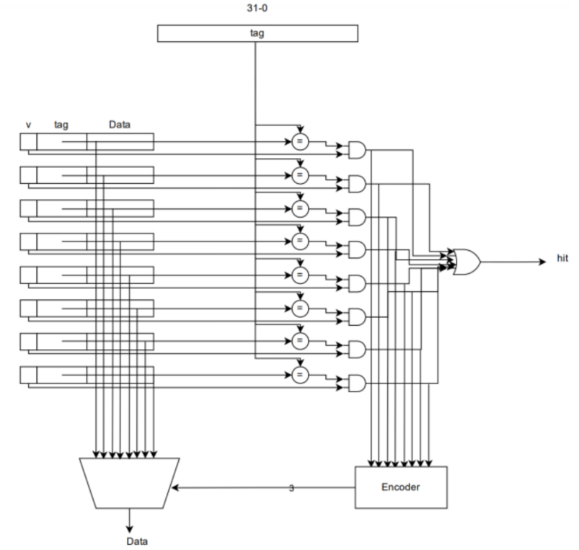 31-0
tag
v tag Data
=
=
=
=
=
=
=
=
hit
Encoder
3
Data